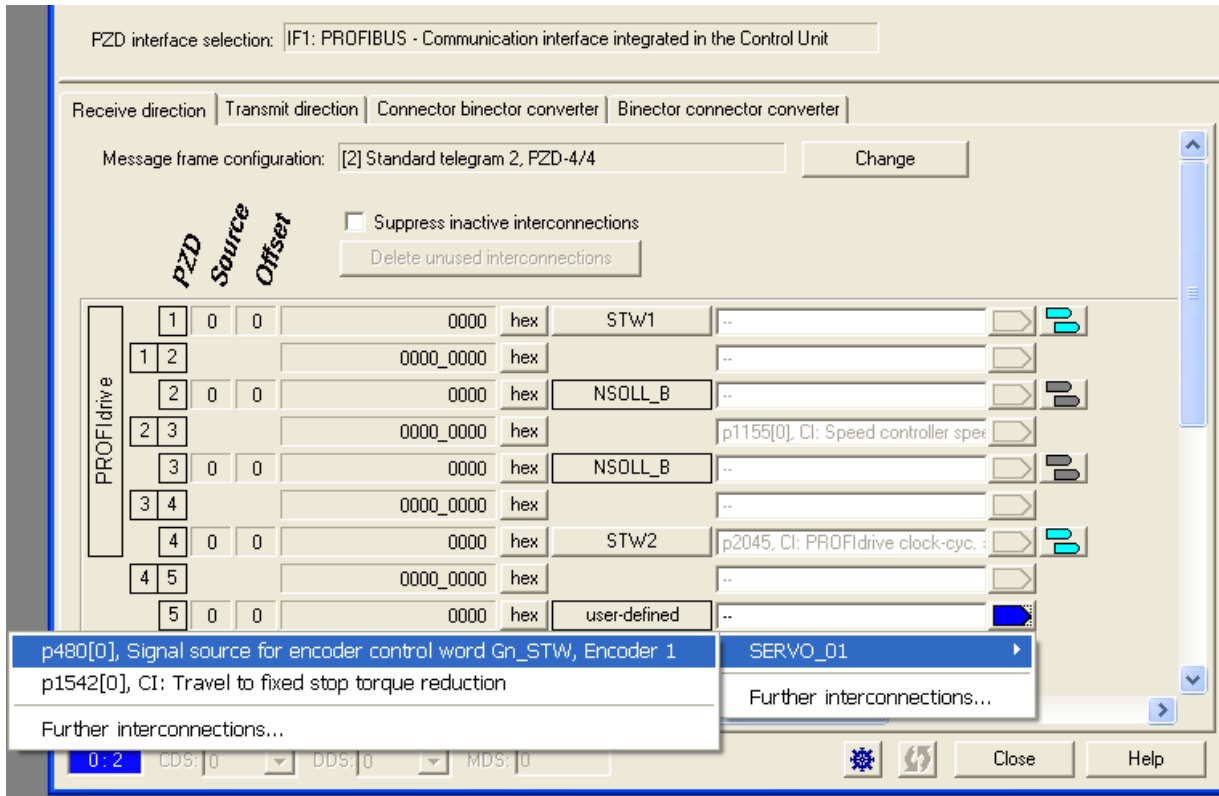 PZD interface selection: IF1: PROFIBUS - Communication interface integrated in the Control Unit
Receive direction Transmit direction Connector binector converter Binector connector converter
Message frame configuration: [2] Standard telegram 2, PZD-4/4 Change
PZD Source Offset
Suppress inactive interconnections
Delete unused interconnections
PROFIdrive
1 0 0 0000 hex STW1 --
1 2 0000_0000 hex --
2 0 0 0000 hex NSOLL_B --
2 3 0000_0000 hex p1155[0], CI: Speed controller spee
3 0 0 0000 hex NSOLL_B --
3 4 0000_0000 hex --
4 0 0 0000 hex STW2 p2045, CI: PROFIdrive clock-cyc.
4 5 0000_0000 hex --
5 0 0 0000 hex user-defined --
p480[0], Signal source for encoder control word Gn_STW, Encoder 1 SERVO_01
p1542[0], CI: Travel to fixed stop torque reduction
Further interconnections...
Further interconnections...
0 : 2 CDS: 0 DDS: 0 MDS: 0 Close Help